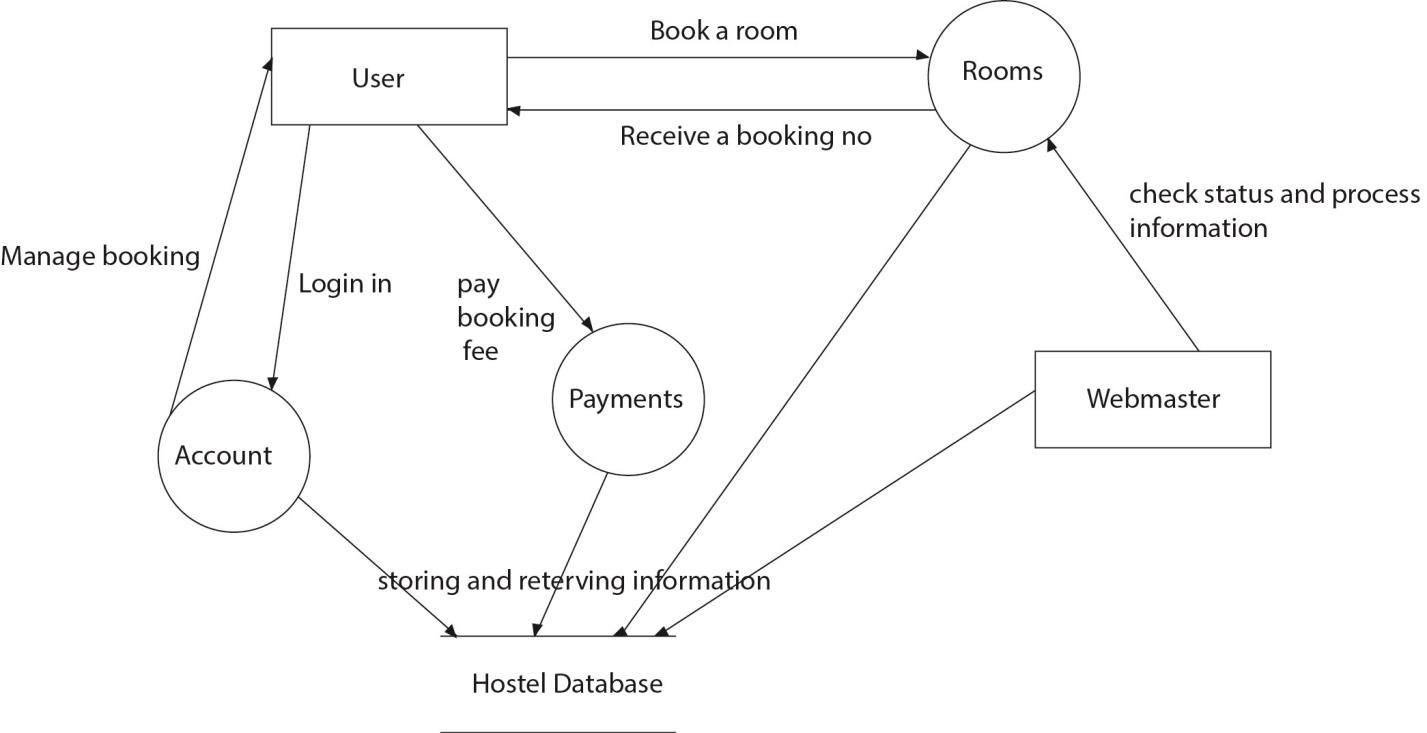 Book a room
User
Rooms
Receive a booking no
check status and process
information
Manage booking
Login in
pay
booking
fee
Payments
Webmaster
Account
storing and reterving information
Hostel Database